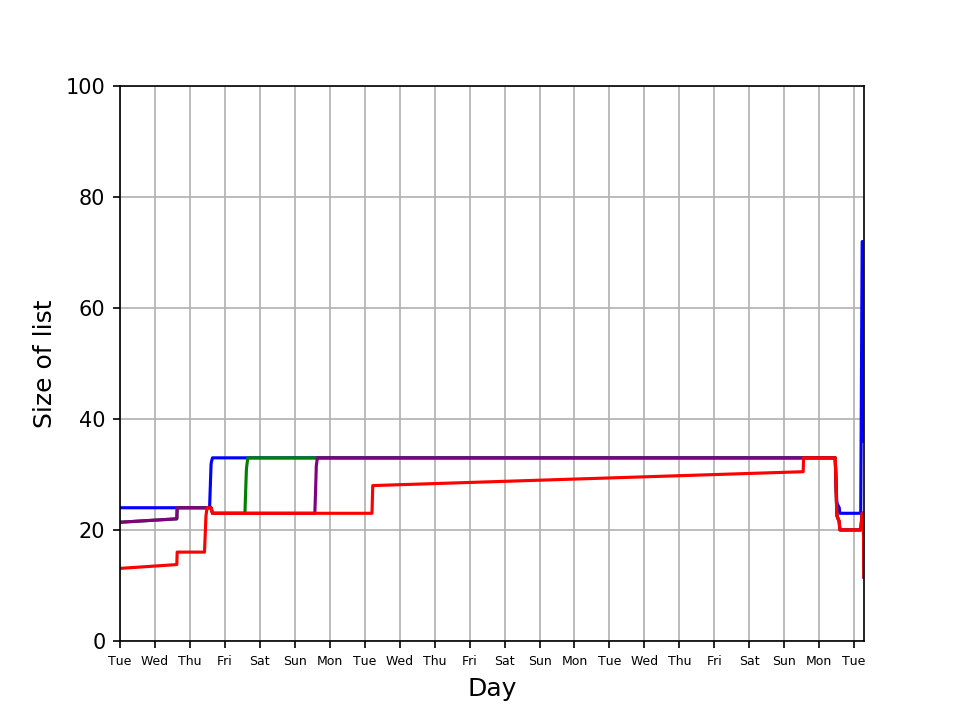 100
80
60
40
20
0
Size of list
Tue Wed Thu Fri Sat Sun Mon Tue Wed Thu Fri Sat Sun Mon Tue Wed Thu Fri Sat Sun Mon Tue
Day